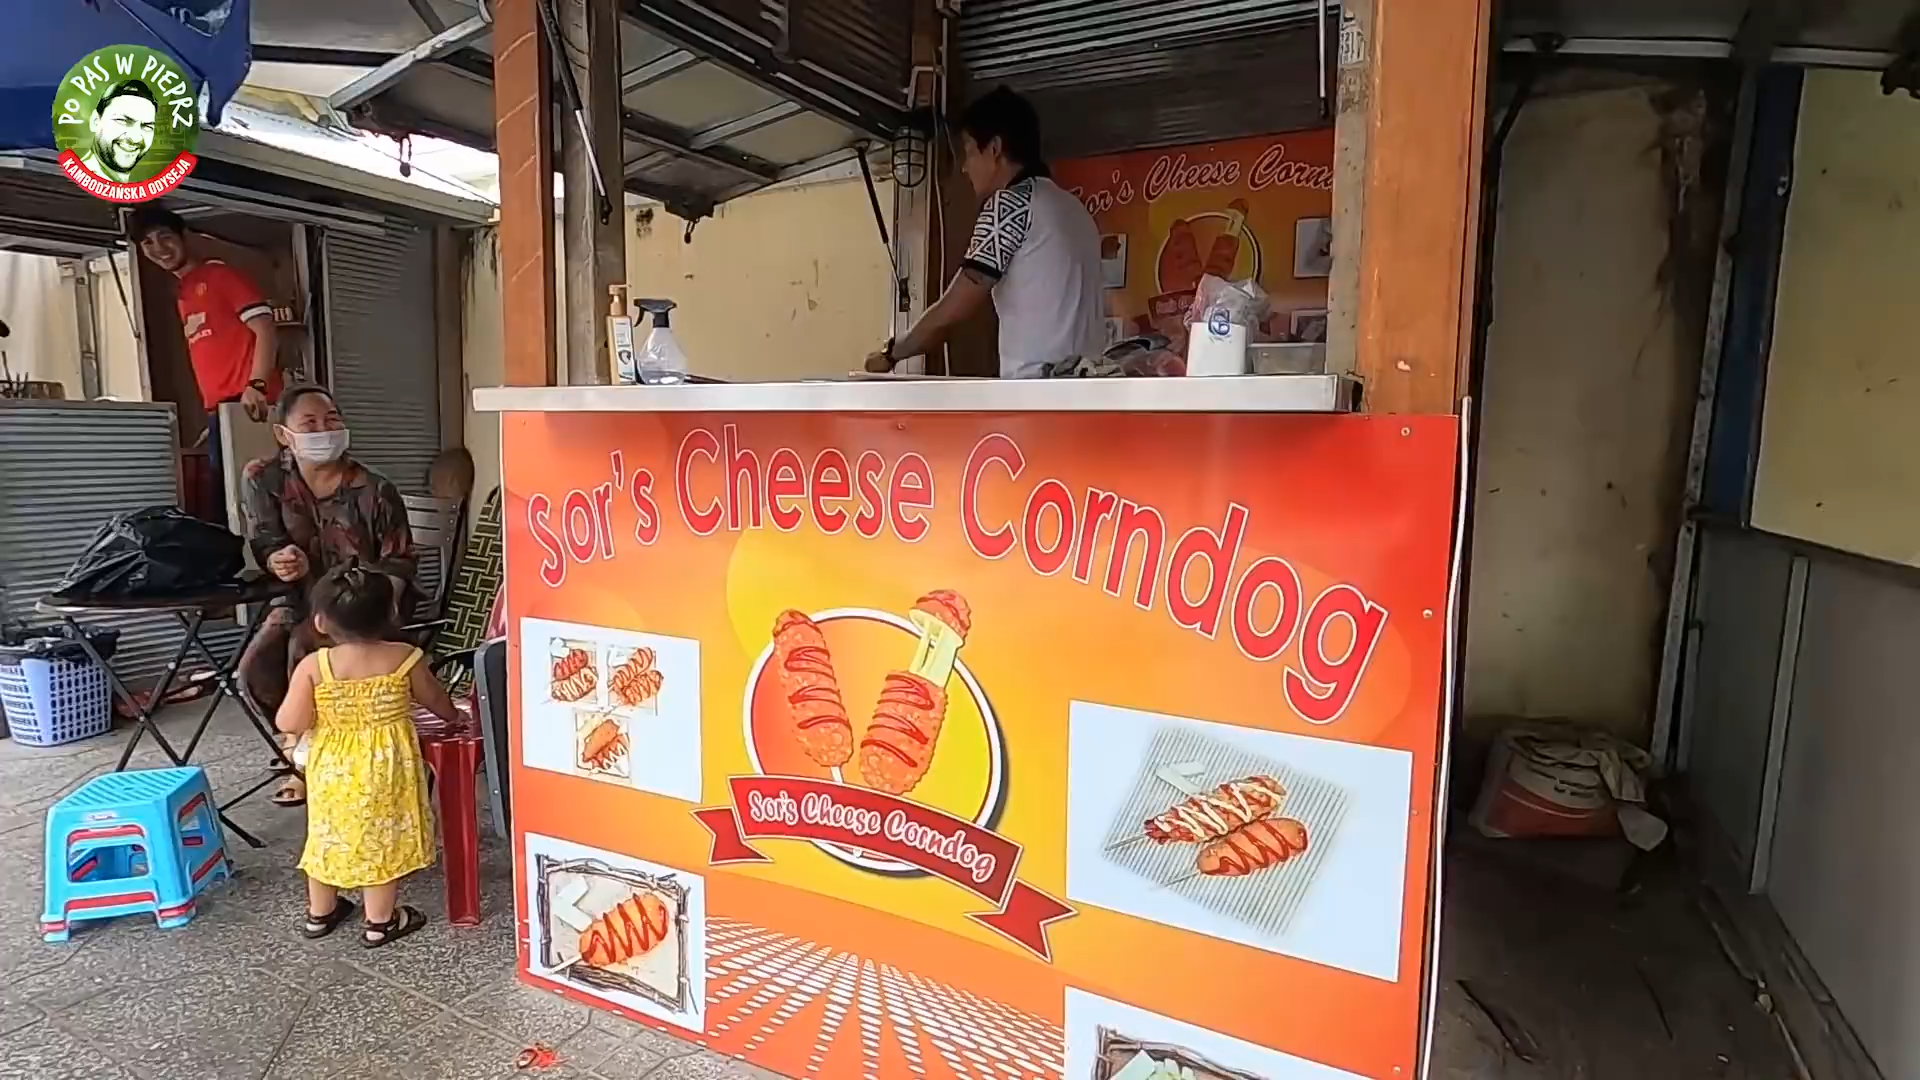 PO PAS W PIEPRZ
KAMBODŻAŃSKA ODYSEJA
Sor's Cheese Corn
Sor's Cheese Corndog
Sor's Cheese Corndog